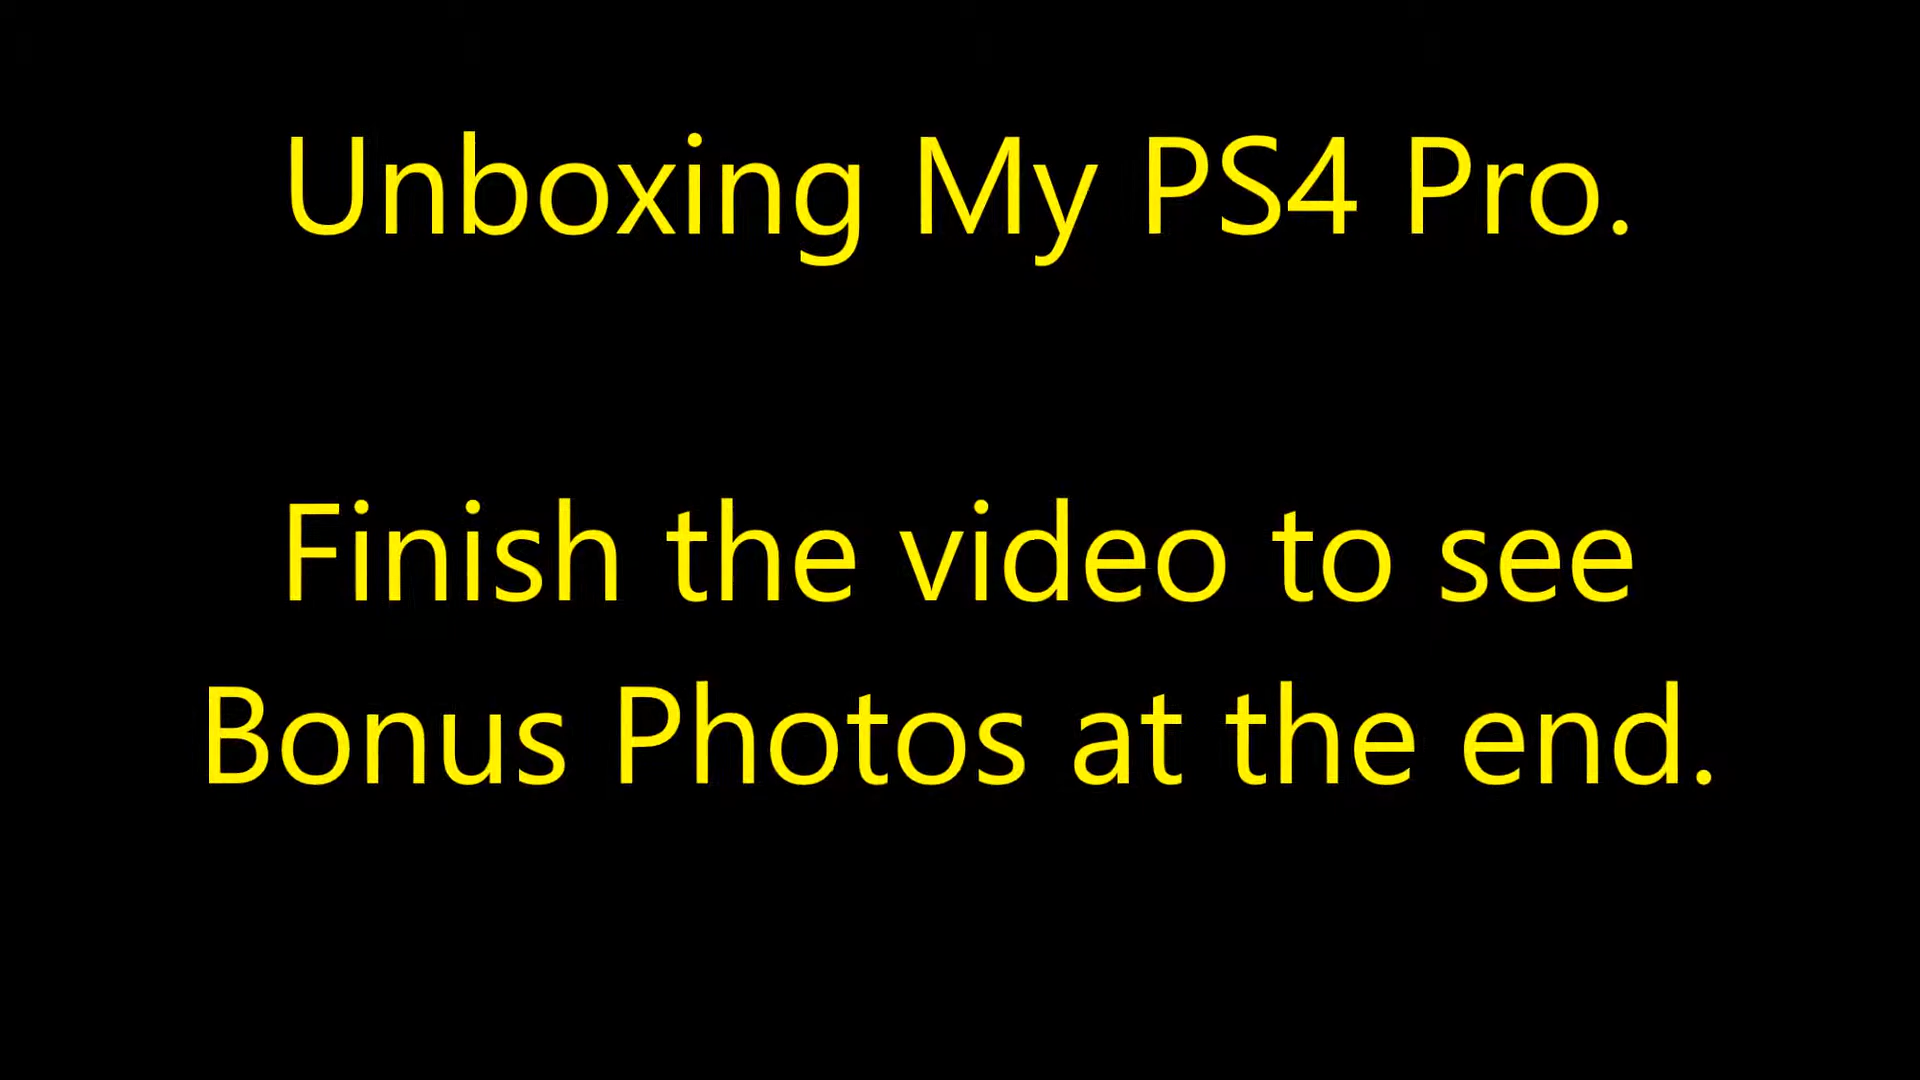 Unboxing My PS4 Pro.
Finish the video to see
Bonus Photos at the end.